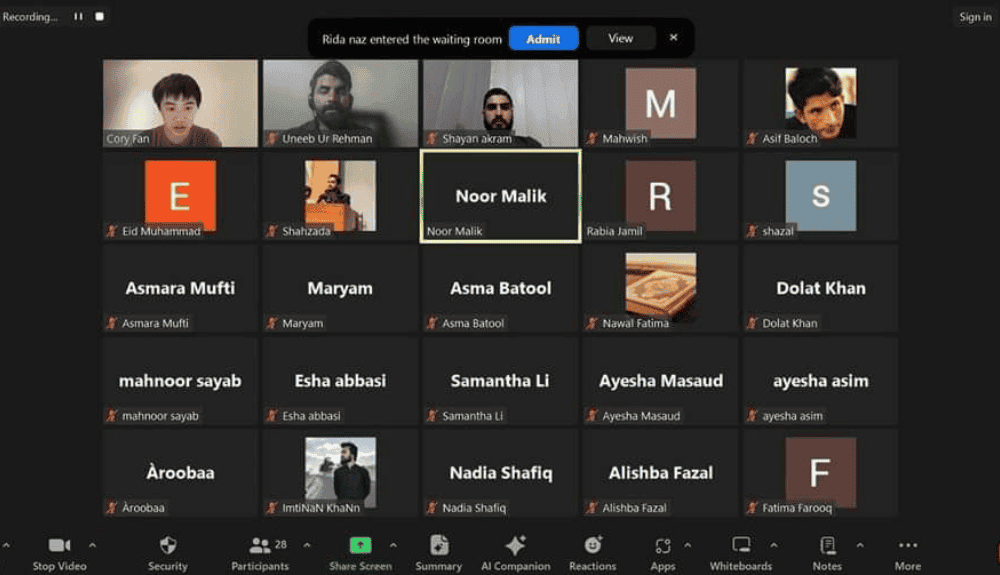 Recording...
Sign in
Rida naz entered the waiting room Admit View
Cory Fan
Uneeb Ur Rehman
Shayan akram
M
Mahwish
Asif Baloch
E
Eid Muhammad
Shahzada
Noor Malik
Noor Malik
R
Rabia Jamil
s
shazal
Asmara Mufti
Asmara Mufti
Maryam
Maryam
Asma Batool
Asma Batool
Nawal Fatima
Dolat Khan
Dolat Khan
mahnoor sayab
mahnoor sayab
Esha abbasi
Esha abbasi
Samantha Li
Samantha Li
Ayesha Masaud
Ayesha Masaud
ayesha asim
ayesha asim
Àroobaa
Àroobaa
ImtiNaN KhaNn
Nadia Shafiq
Nadia Shafiq
Alishba Fazal
Alishba Fazal
F
Fatima Farooq
28
Stop Video
Security
Participants
Share Screen
Summary
AI Companion
Reactions
Apps
Whiteboards
Notes
More